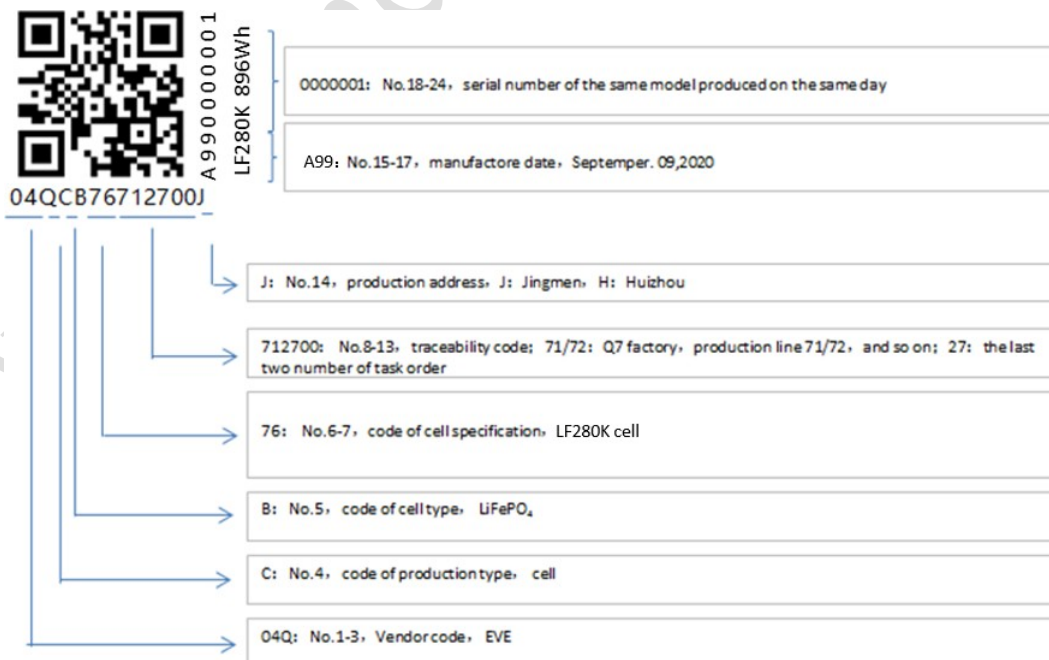 A990000001
LF280K 896Wh
0000001: No.18-24, serial number of the same model produced on the same day
A99: No.15-17, manufactore date, Septemper. 09,2020
04QCB76712700J
J: No.14, production address, J: Jingmen, H: Huizhou
712700: No.8-13, traceability code; 71/72: Q7 factory, production line 71/72, and so on; 27: the last
two number of task order
76: No.6-7, code of cell specification, LF280K cell
B: No.5, code of cell type, LiFePO₄
C: No.4, code of production type, cell
04Q: No.1-3, Vendor code, EVE